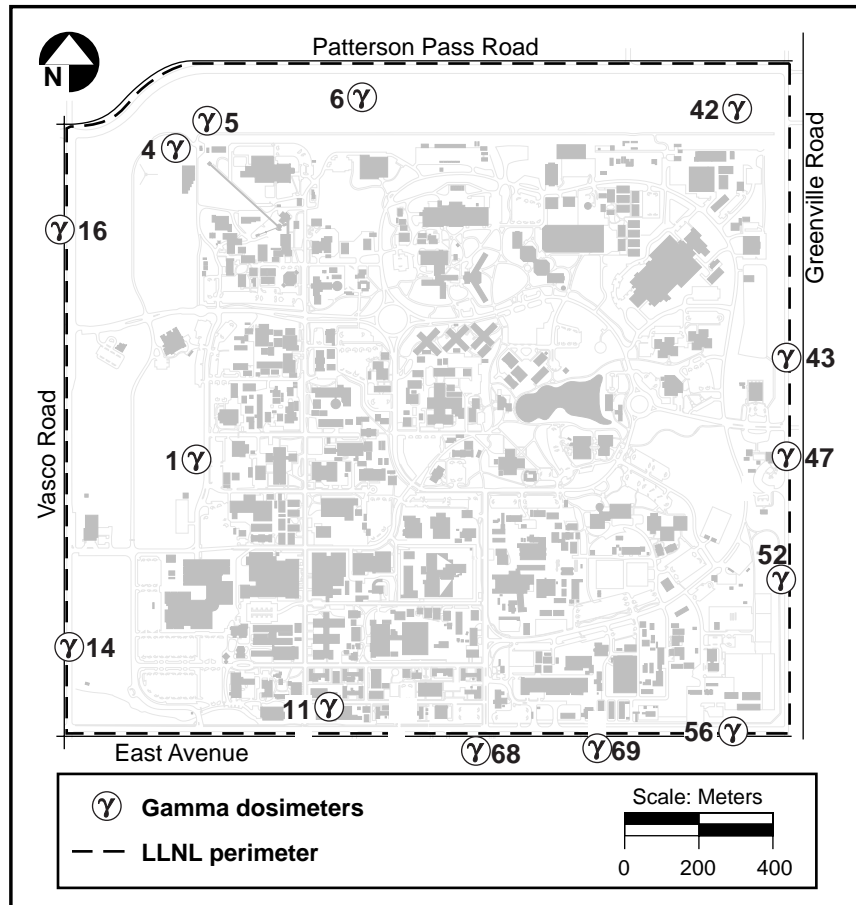 Patterson Pass Road
N
γ 5
6 γ
42 γ
4 γ
Greenville Road
γ 16
γ 43
Vasco Road
1 γ
γ 47
52
γ
γ 14
11 γ
56 γ
East Avenue
γ 68
γ 69
γ Gamma dosimeters
LLNL perimeter
Scale: Meters
0 200 400